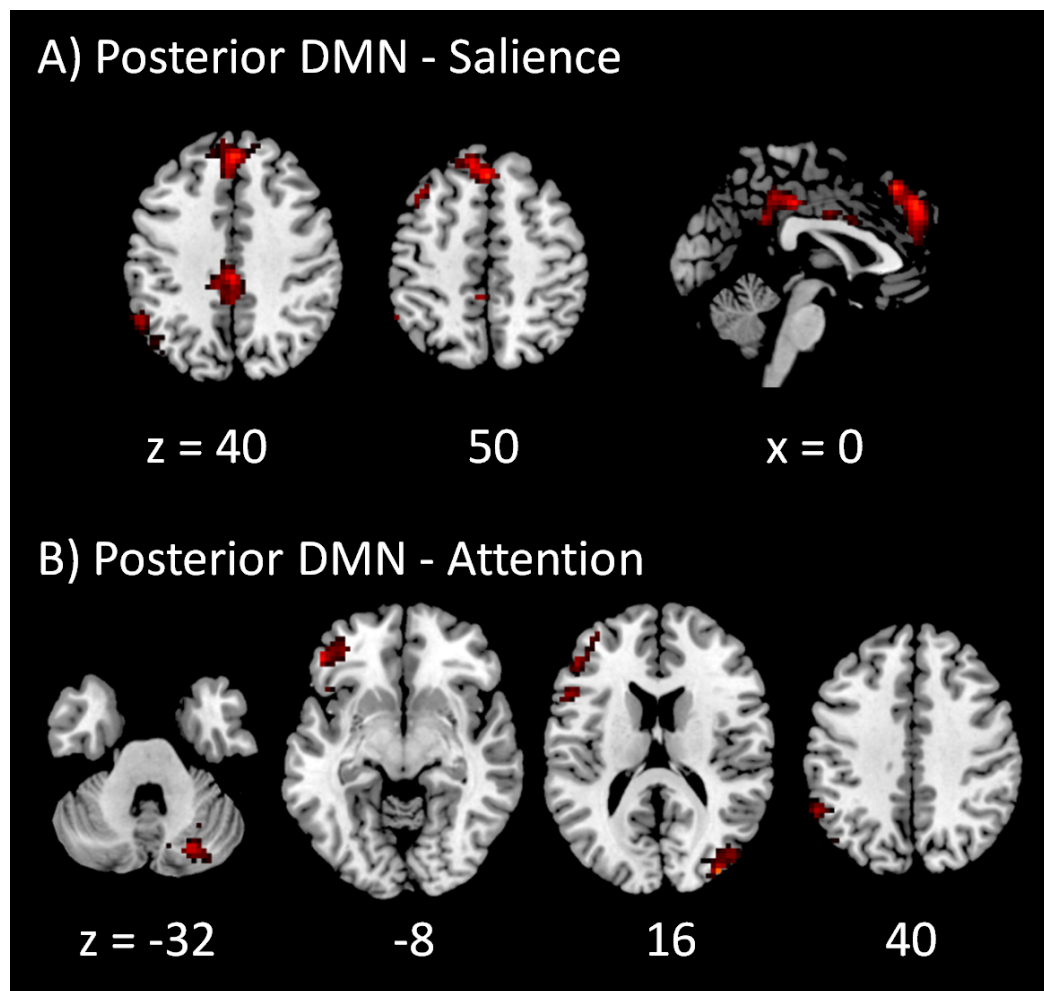 A) Posterior DMN - Salience
z = 40 50 x = 0
B) Posterior DMN - Attention
z = -32 -8 16 40